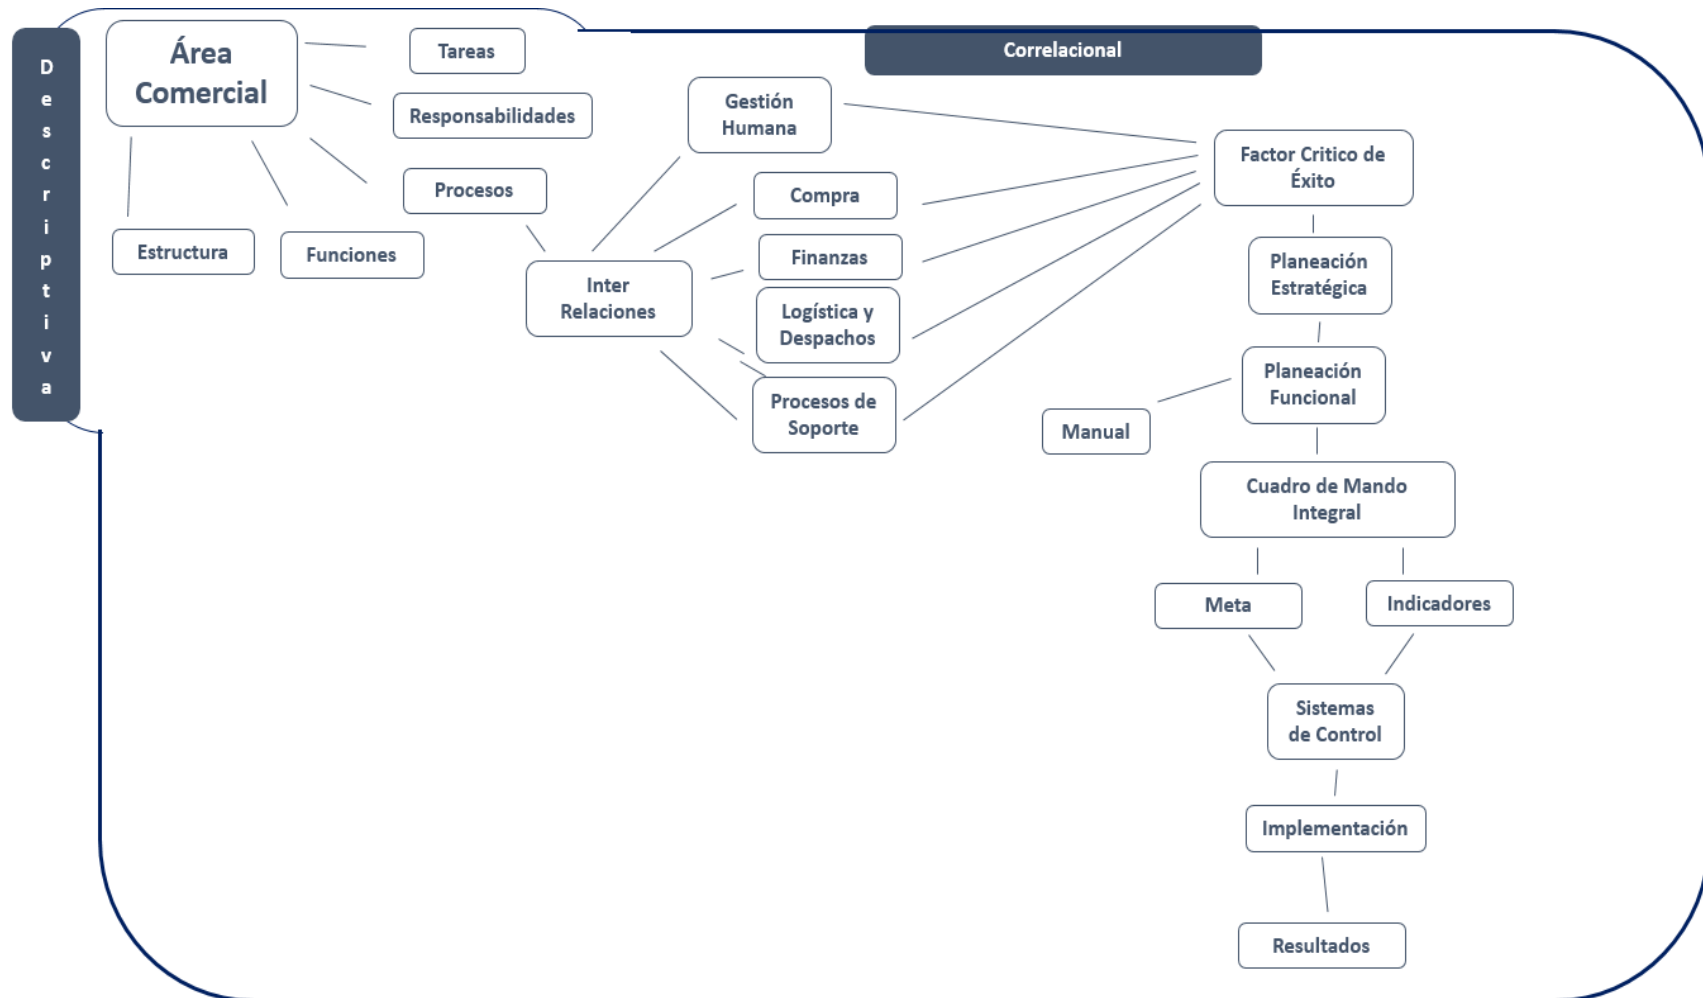 Descriptiva
Área
Comercial
Tareas
Responsabilidades
Procesos
Estructura
Funciones
Inter
Relaciones
Correlacional
Gestión
Humana
Compra
Finanzas
Logística y
Despachos
Procesos de
Soporte
Factor Critico de
Éxito
Planeación
Estratégica
Planeación
Funcional
Manual
Cuadro de Mando
Integral
Meta
Indicadores
Sistemas
de Control
Implementación
Resultados